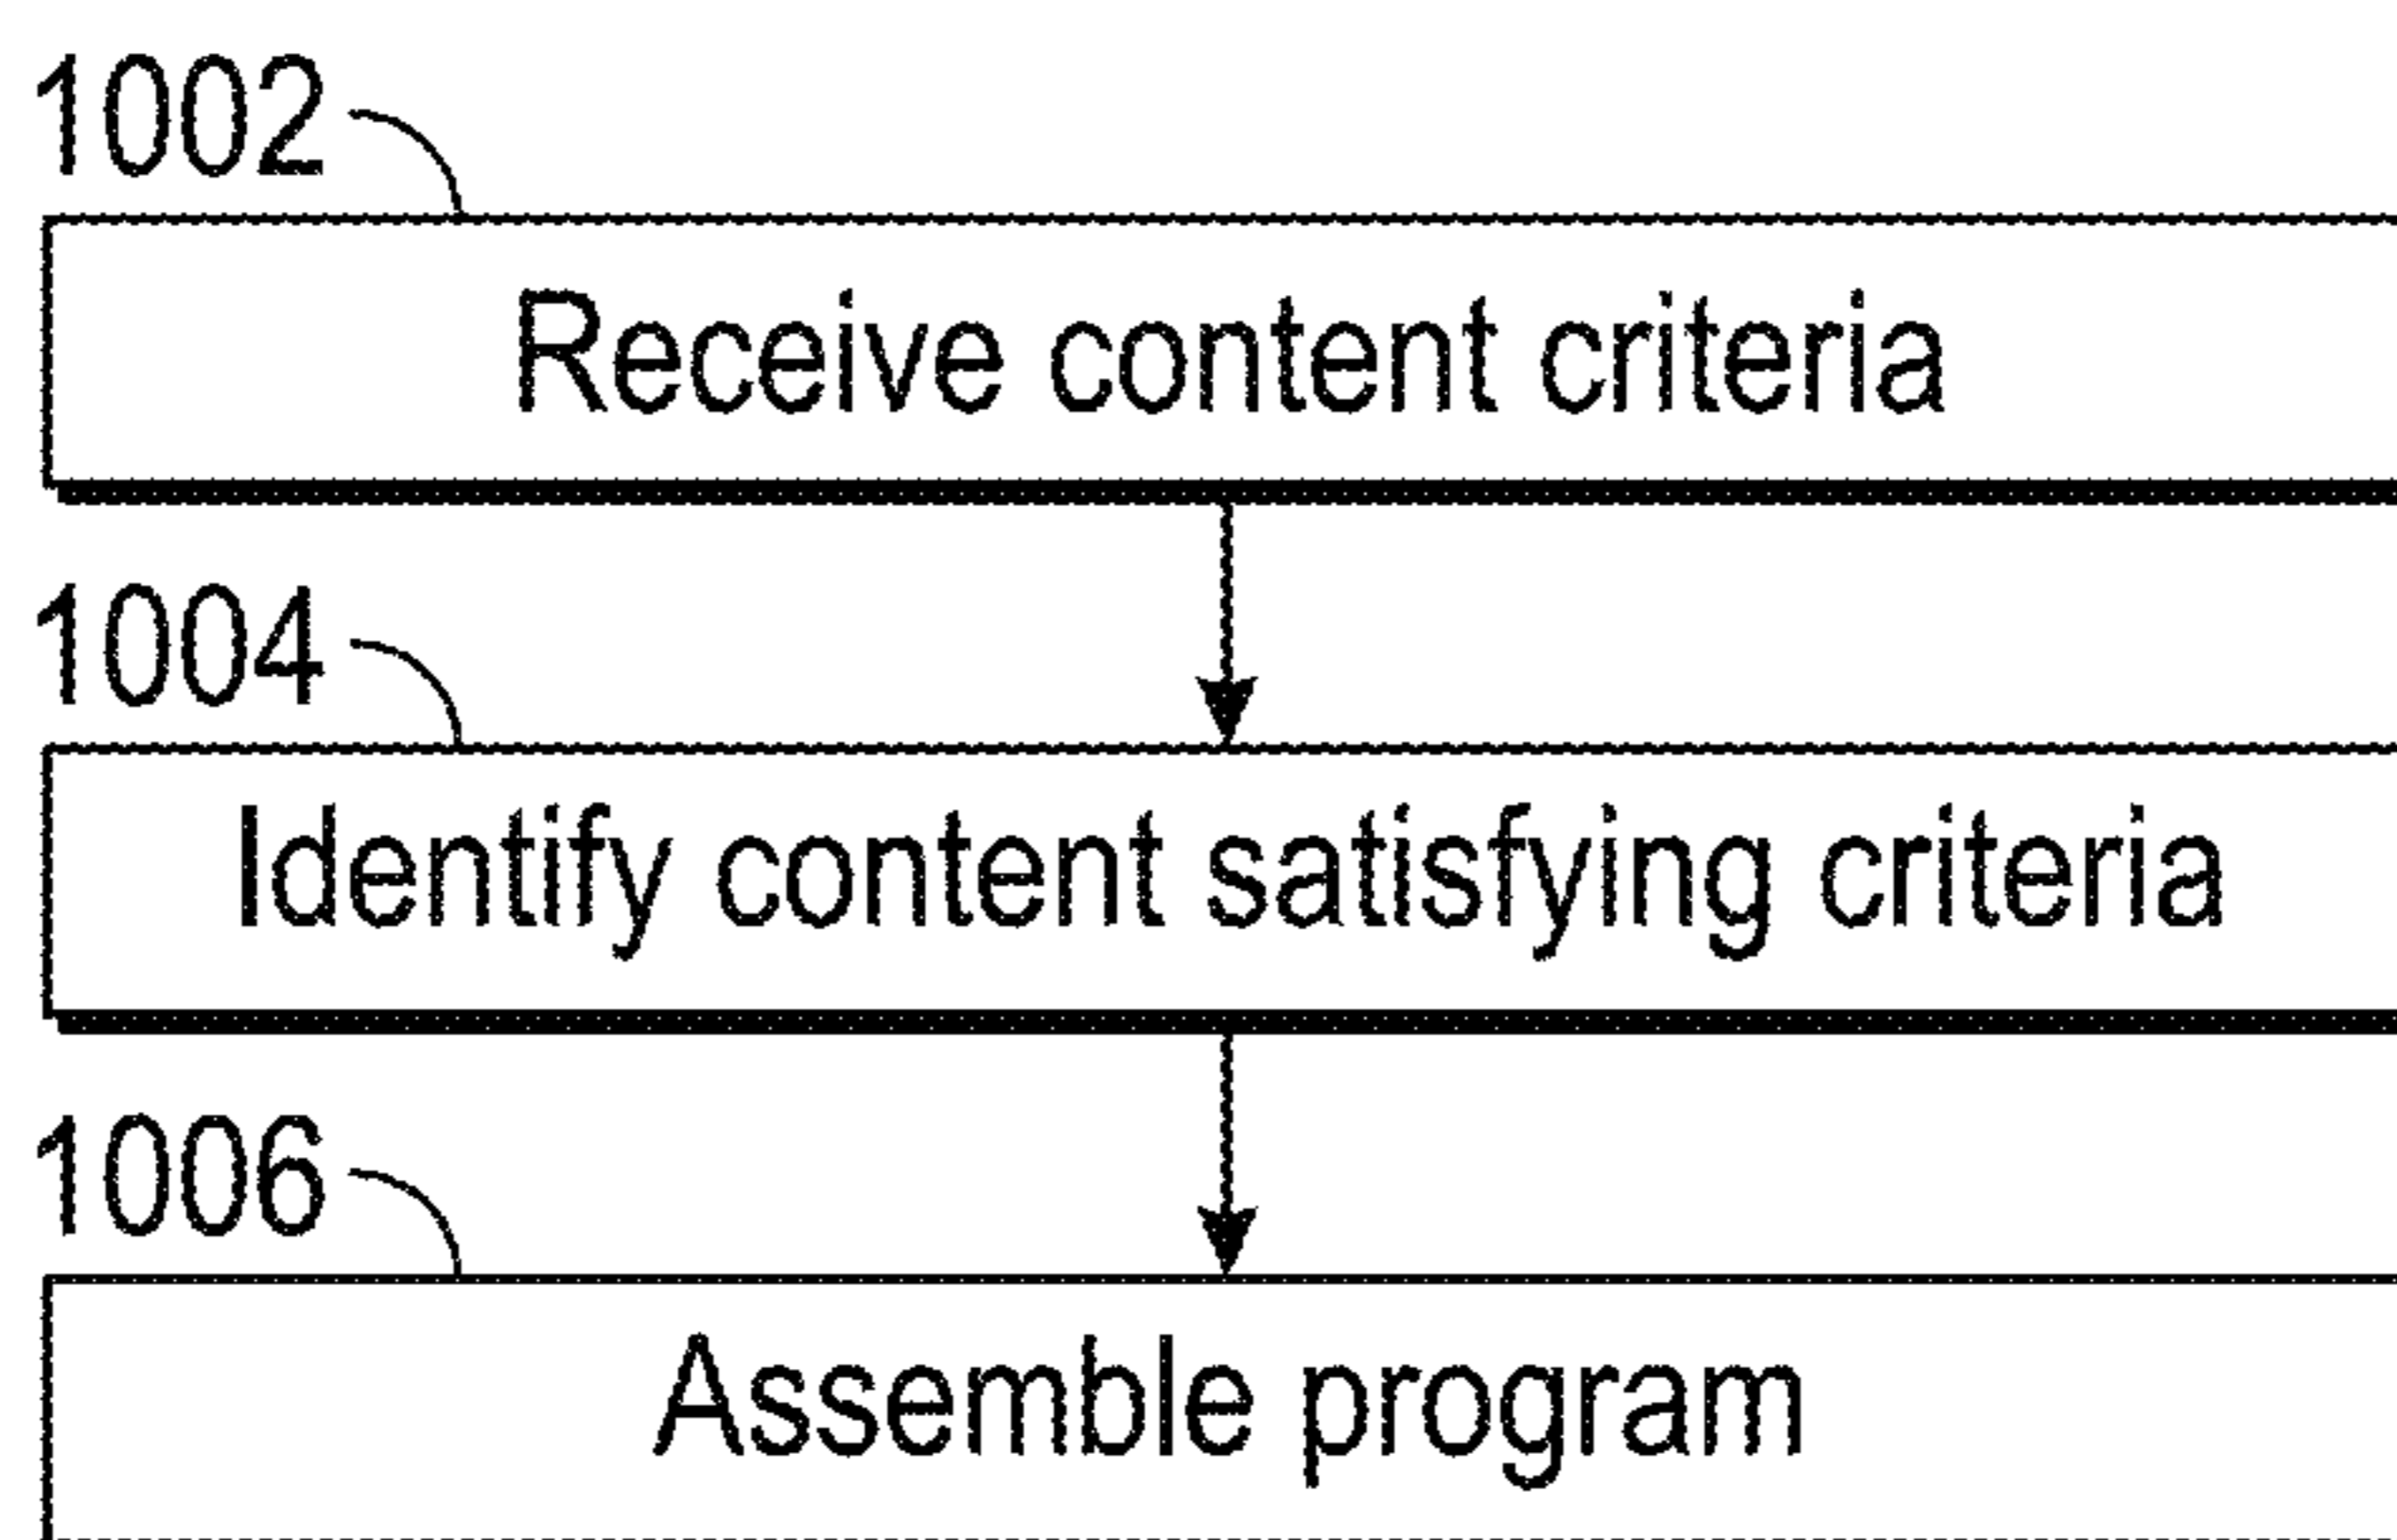 1002
Receive content criteria
1004
Identify content satisfying criteria
1006
Assemble program